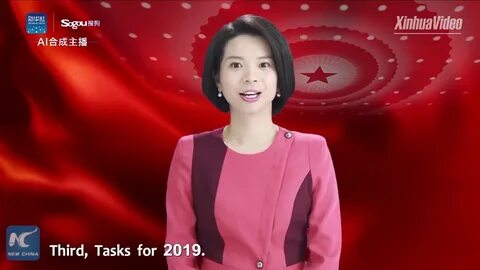 Sogou搜狗
XinhuaVideo
AI合成主播
NEW CHINA
Third, Tasks for 2019.